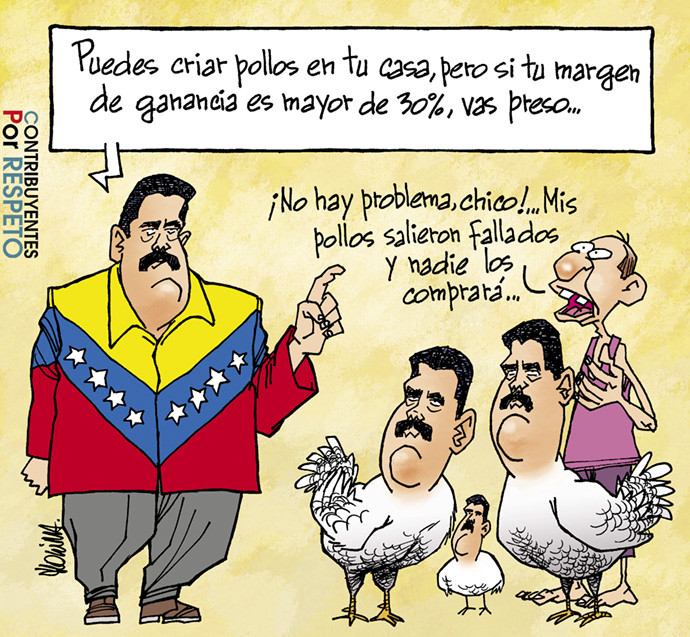 Puedes criar pollos en tu casa, pero si tu margen
de ganancia es mayor de 30%, vas preso...
CONTRIBUYENTES
Por RESPETO
¡No hay problema, chico!...Mis
pollos salieron fallados
y nadie los
comprará...
MOLINA